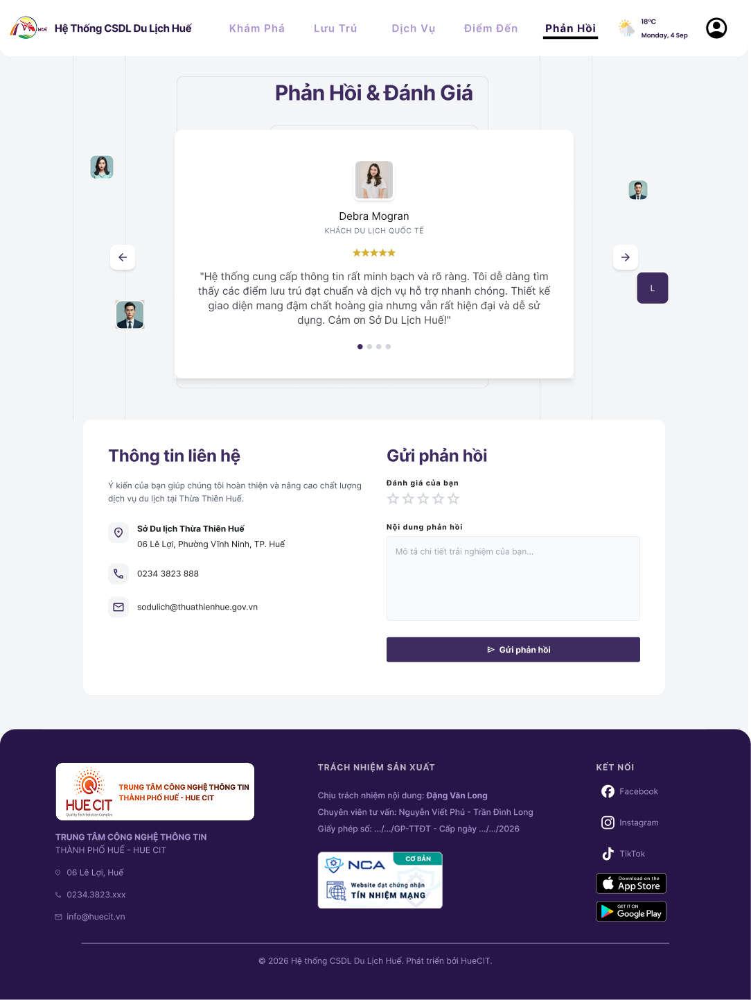 HUẾ
Hệ Thống CSDL Du Lịch Huế
Khám Phá
Lưu Trú
Dịch Vụ
Điểm Đến
Phản Hồi
18°C
Monday, 4 Sep
Phản Hồi & Đánh Giá
Debra Mogran
KHÁCH DU LỊCH QUỐC TẾ
"Hệ thống cung cấp thông tin rất minh bạch và rõ ràng. Tôi dễ dàng tìm
thấy các điểm lưu trú đạt chuẩn và dịch vụ hỗ trợ nhanh chóng. Thiết kế
giao diện mang đậm chất hoàng gia nhưng vẫn rất hiện đại và dễ sử
dụng. Cảm ơn Sở Du Lịch Huế!"
L
Thông tin liên hệ
Ý kiến của bạn giúp chúng tôi hoàn thiện và nâng cao chất lượng
dịch vụ du lịch tại Thừa Thiên Huế.
Sở Du lịch Thừa Thiên Huế
06 Lê Lợi, Phường Vĩnh Ninh, TP. Huế
0234 3823 888
sodulich@thuathienhue.gov.vn
Gửi phản hồi
Đánh giá của bạn
Nội dung phản hồi
Mô tả chi tiết trải nghiệm của bạn...
Gửi phản hồi
HUE CIT
Quality Tech Solution Complex
TRUNG TÂM CÔNG NGHỆ THÔNG TIN
THÀNH PHỐ HUẾ - HUE CIT
TRUNG TÂM CÔNG NGHỆ THÔNG TIN
THÀNH PHỐ HUẾ - HUE CIT
06 Lê Lợi, Huế
0234.3823.xxx
info@huecit.vn
TRÁCH NHIỆM SẢN XUẤT
Chịu trách nhiệm nội dung: Đặng Văn Long
Chuyên viên tư vấn: Nguyễn Viết Phú - Trần Đình Long
Giấy phép số: .../.../GP-TTĐT - Cấp ngày .../.../2026
CƠ BẢN
NCA
Website đạt chứng nhận
TÍN NHIỆM MẠNG
KẾT NỐI
Facebook
Instagram
TikTok
Download on the
App Store
GET IT ON
Google Play
© 2026 Hệ thống CSDL Du Lịch Huế. Phát triển bởi HueCIT.